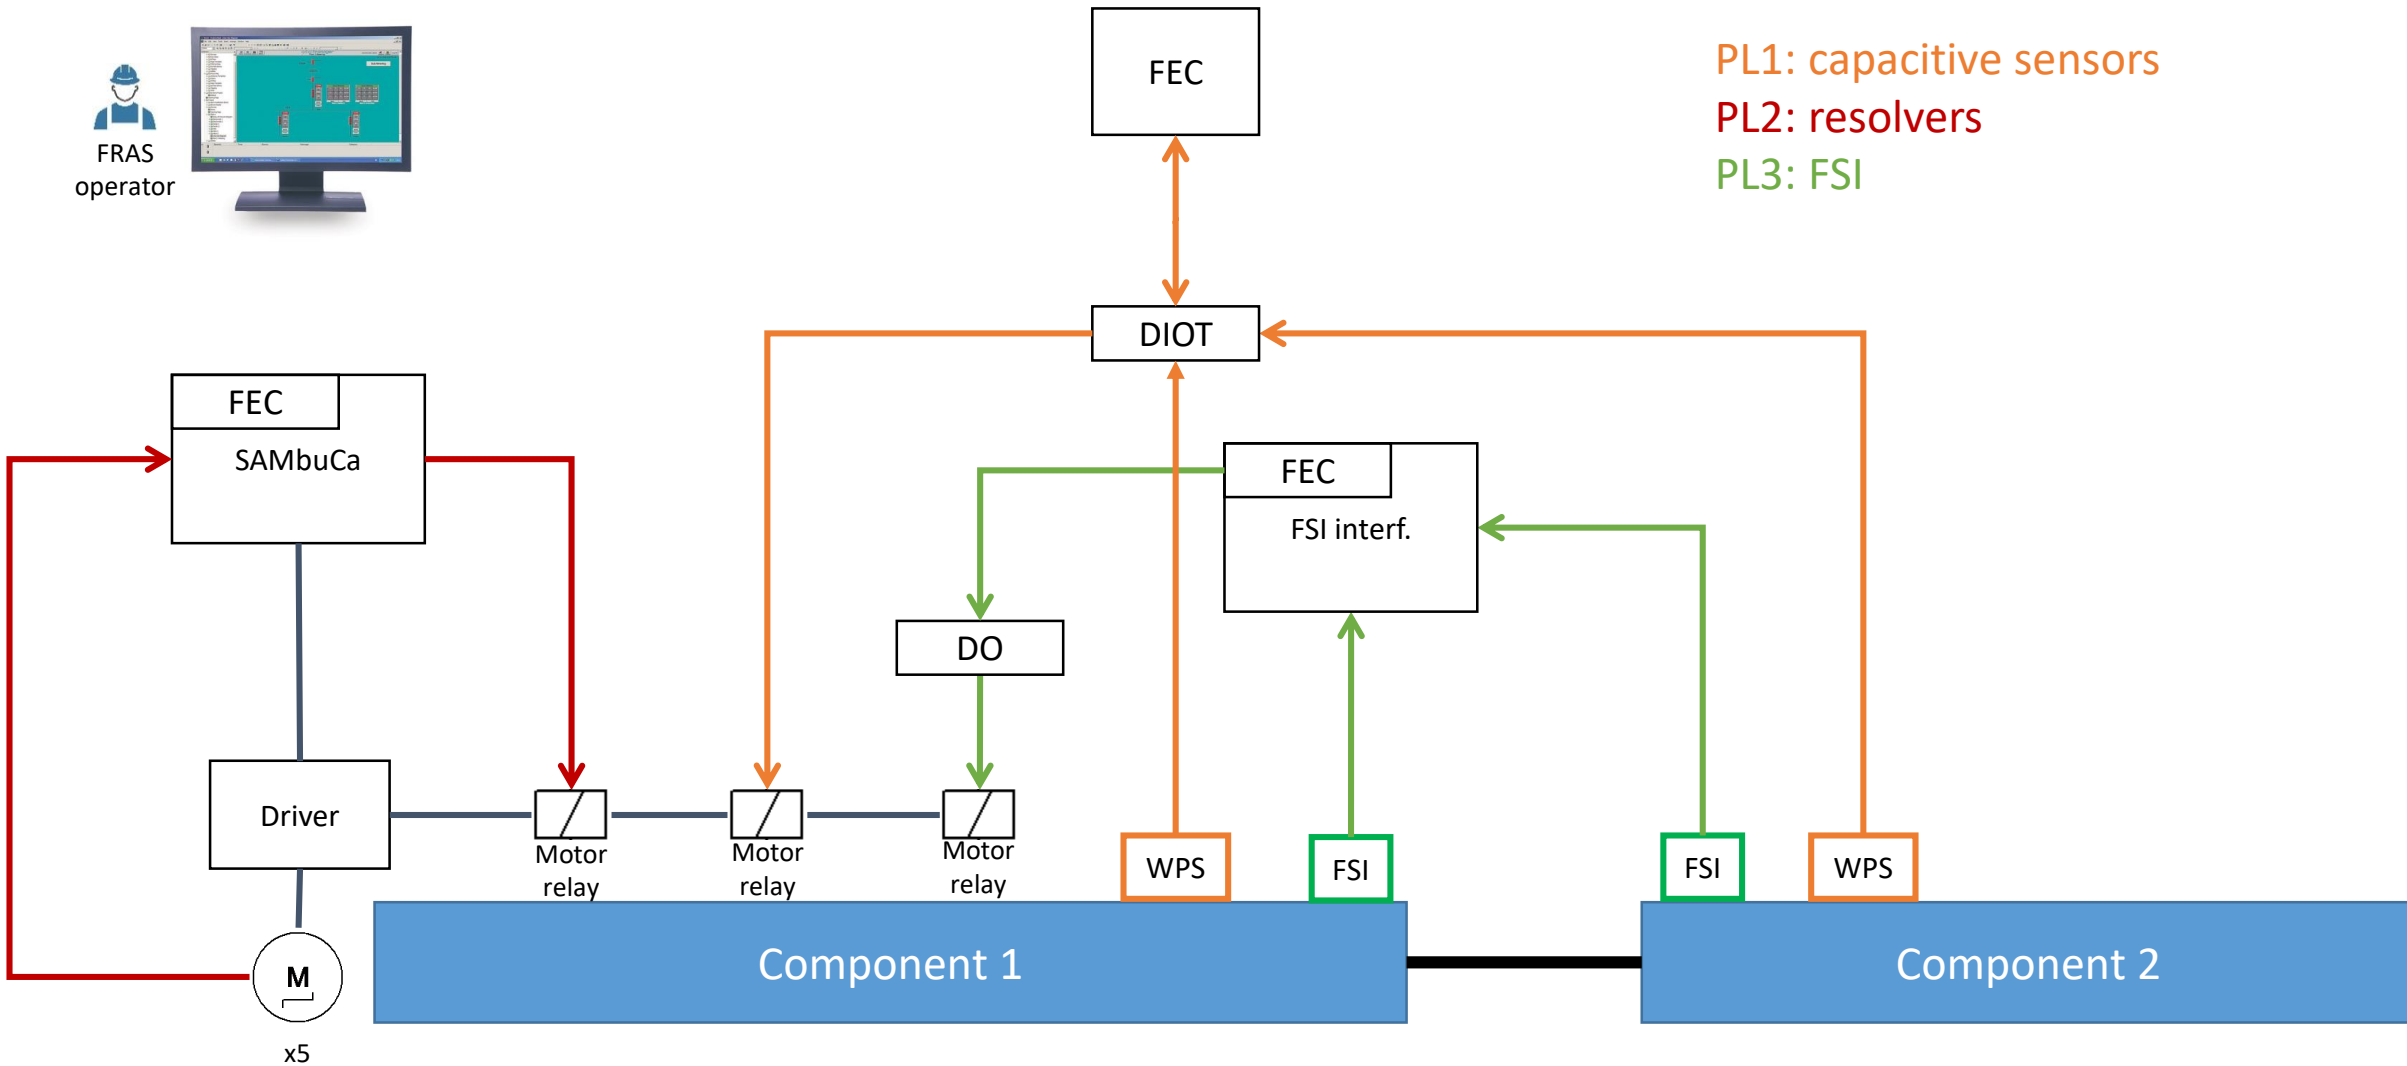 FEC
PL1: capacitive sensors
PL2: resolvers
PL3: FSI
FRAS
operator
DIOT
FEC
SAMbuCa
FEC
FSI interf.
DO
Driver
Motor
relay
Motor
relay
Motor
relay
WPS
FSI
FSI
WPS
Component 1
Component 2
M
x5